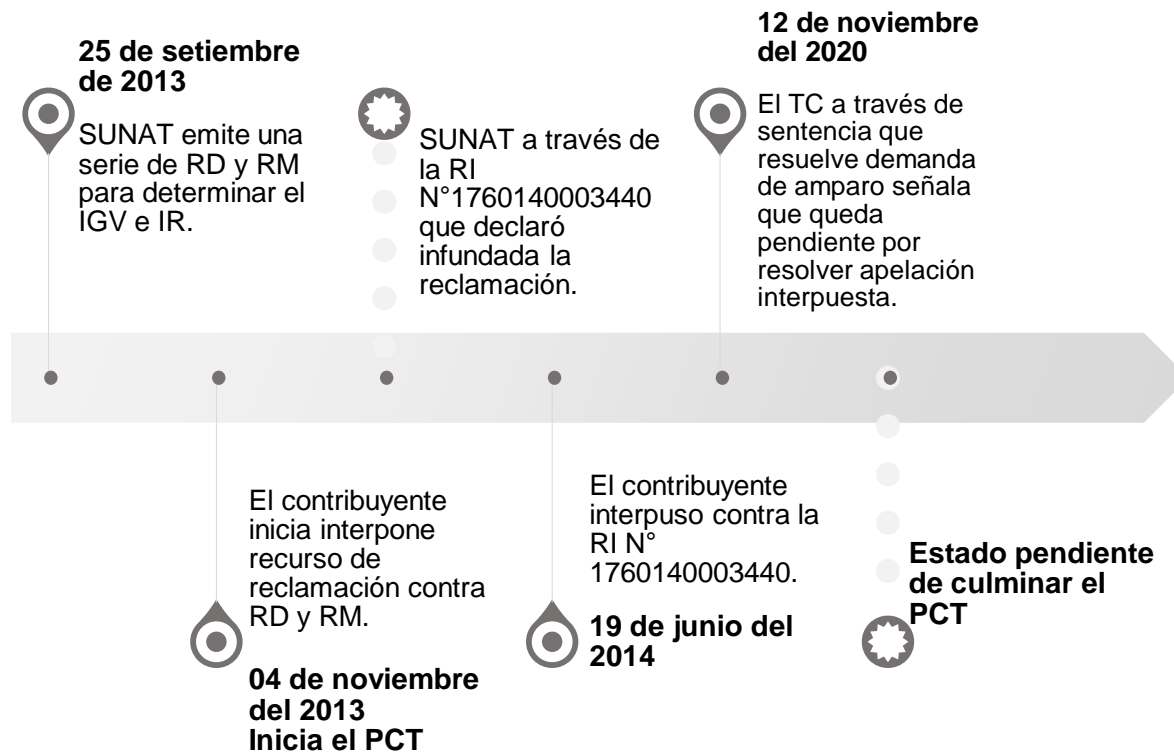 25 de setiembre
de 2013
SUNAT emite una
serie de RD y RM
para determinar el
IGV e IR.
El contribuyente
inicia interpone
recurso de
reclamación contra
RD y RM.
04 de noviembre
del 2013
Inicia el PCT
SUNAT a través de
la RI
N°1760140003440
que declaró
infundada la
reclamación.
El contribuyente
interpuso contra la
RI N°
1760140003440.
19 de junio del
2014
12 de noviembre
del 2020
El TC a través de
sentencia que
resuelve demanda
de amparo señala
que queda
pendiente por
resolver apelación
interpuesta.
Estado pendiente
de culminar el
PCT